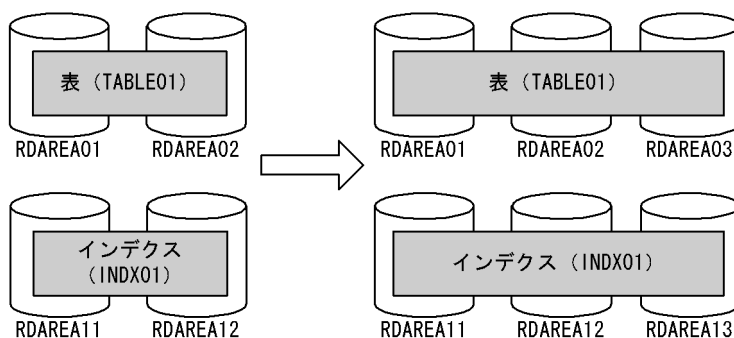 表（TABLE01）
RDAREA01 RDAREA02
表（TABLE01）
RDAREA01 RDAREA02 RDAREA03
インデクス
（INDX01）
RDAREA11 RDAREA12
インデクス（INDX01）
RDAREA11 RDAREA12 RDAREA13